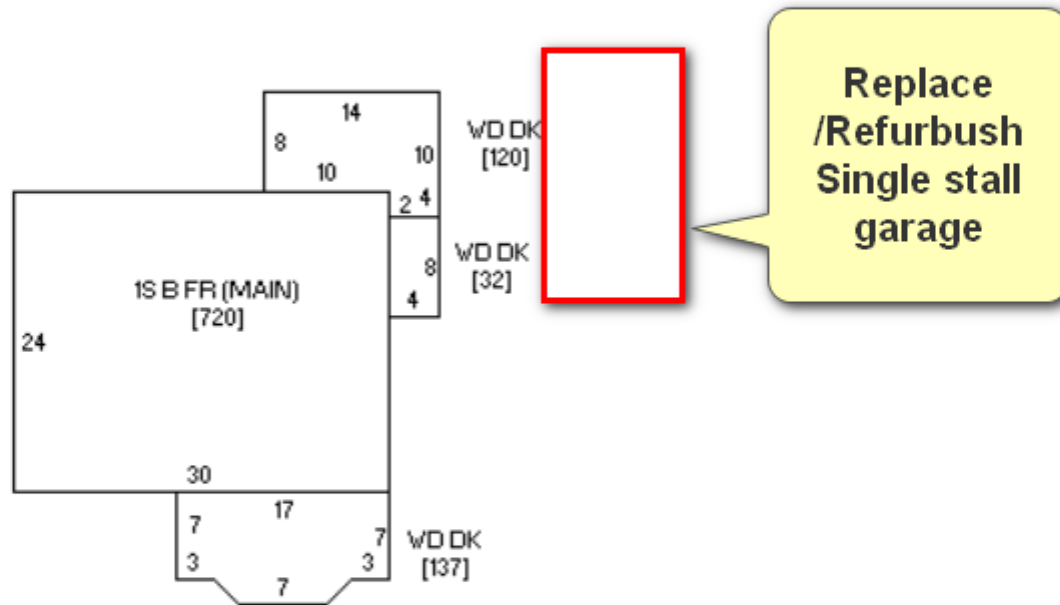 14
8
10
10
2 4
WD DK
[120]
Replace
/Refurbush
Single stall
garage
WD DK
[32]
8
4
1S B FR (MAIN)
[720]
24
30
17
7
7
3
3
7
WD DK
[137]